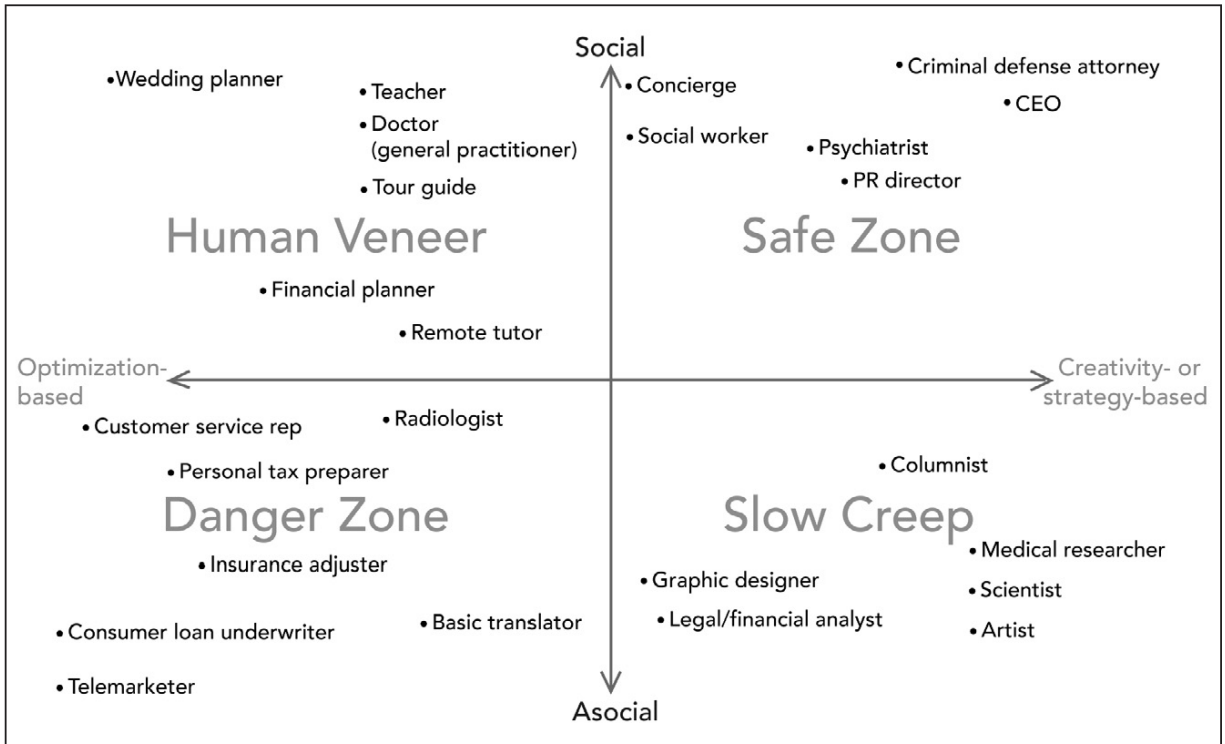 Social
• Wedding planner
• Teacher
• Doctor
(general practitioner)
• Tour guide
Human Veneer
• Financial planner
• Remote tutor
• Concierge
• Criminal defense attorney
• CEO
• Social worker
• Psychiatrist
• PR director
Safe Zone
Optimization-
based
Creativity- or
strategy-based
• Customer service rep
• Radiologist
• Personal tax preparer
Danger Zone
• Insurance adjuster
• Consumer loan underwriter
• Basic translator
• Telemarketer
• Columnist
Slow Creep
• Medical researcher
• Graphic designer
• Scientist
• Legal/financial analyst
• Artist
Asocial